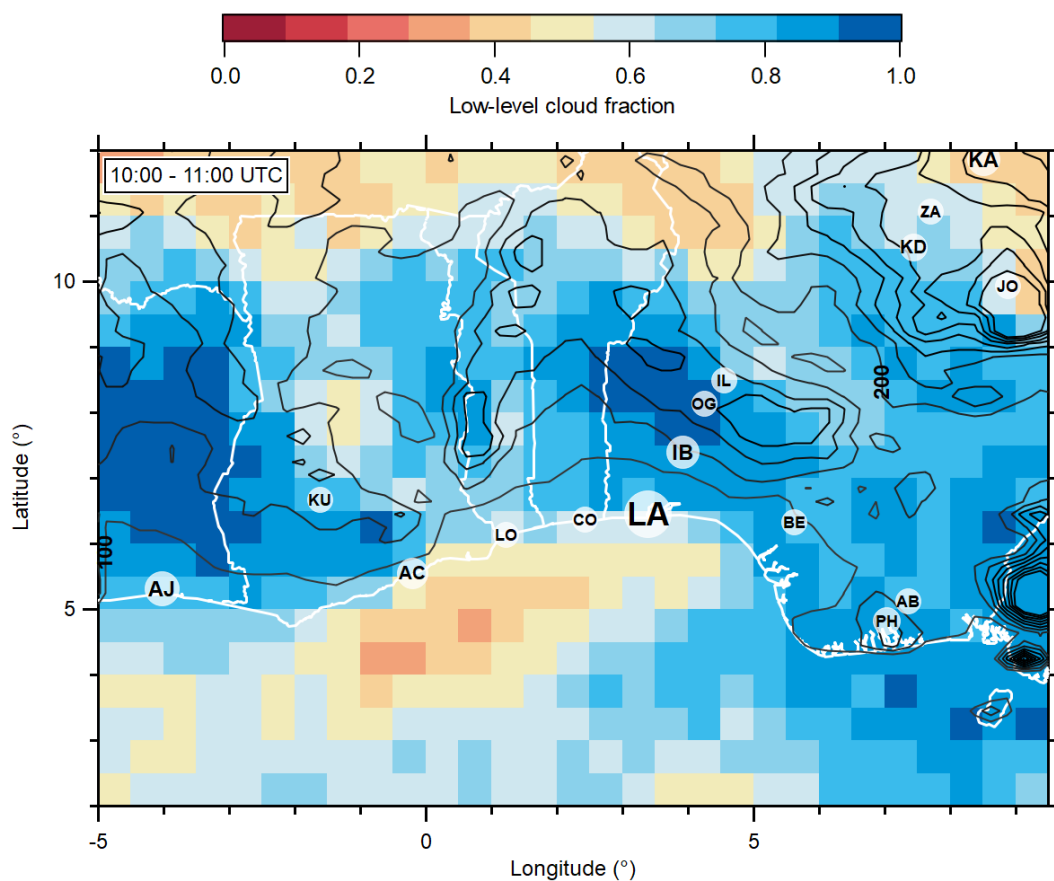 0.0 0.2 0.4 0.6 0.8 1.0
Low-level cloud fraction
10:00 - 11:00 UTC
KA
ZA
KD
10
JO
IL
200
OG
IB
KU
LA
CO
BE
LO
100
AC
AJ
5
AB
PH
Latitude (°)
-5 0 5
Longitude (°)